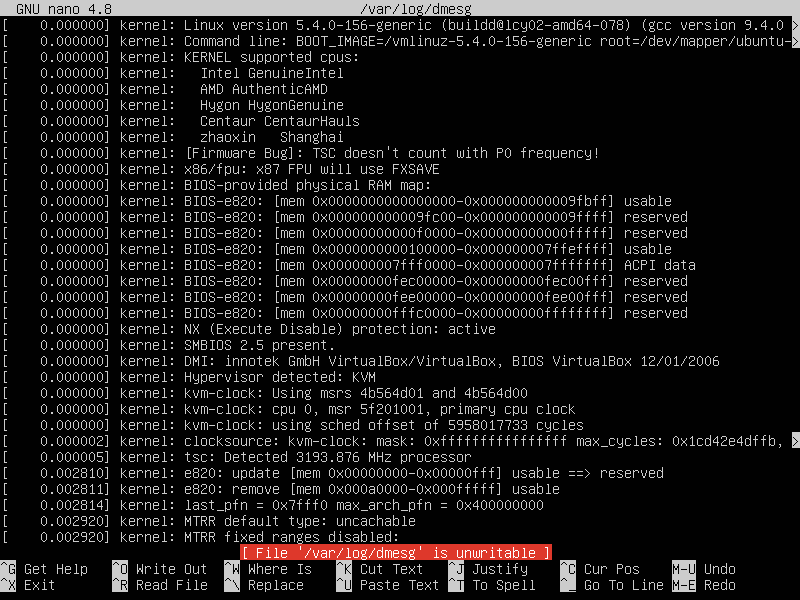 GNU nano 4.8 /var/log/dmesg
[    0.000000] kernel: Linux version 5.4.0-156-generic (buildd@lcy02-amd64-078) (gcc version 9.4.0 >
[    0.000000] kernel: Command line: BOOT_IMAGE=/vmlinuz-5.4.0-156-generic root=/dev/mapper/ubuntu->
[    0.000000] kernel: KERNEL supported cpus:
[    0.000000] kernel:   Intel GenuineIntel
[    0.000000] kernel:   AMD AuthenticAMD
[    0.000000] kernel:   Hygon HygonGenuine
[    0.000000] kernel:   Centaur CentaurHauls
[    0.000000] kernel:   zhaoxin   Shanghai
[    0.000000] kernel: [Firmware Bug]: TSC doesn't count with P0 frequency!
[    0.000000] kernel: x86/fpu: x87 FPU will use FXSAVE
[    0.000000] kernel: BIOS-provided physical RAM map:
[    0.000000] kernel: BIOS-e820: [mem 0x0000000000000000-0x000000000009fbff] usable
[    0.000000] kernel: BIOS-e820: [mem 0x000000000009fc00-0x000000000009ffff] reserved
[    0.000000] kernel: BIOS-e820: [mem 0x00000000000f0000-0x00000000000fffff] reserved
[    0.000000] kernel: BIOS-e820: [mem 0x0000000000100000-0x000000007ffeffff] usable
[    0.000000] kernel: BIOS-e820: [mem 0x000000007fff0000-0x000000007fffffff] ACPI data
[    0.000000] kernel: BIOS-e820: [mem 0x00000000fec00000-0x00000000fec00fff] reserved
[    0.000000] kernel: BIOS-e820: [mem 0x00000000fee00000-0x00000000fee00fff] reserved
[    0.000000] kernel: BIOS-e820: [mem 0x00000000fffc0000-0x00000000ffffffff] reserved
[    0.000000] kernel: NX (Execute Disable) protection: active
[    0.000000] kernel: SMBIOS 2.5 present.
[    0.000000] kernel: DMI: innotek GmbH VirtualBox/VirtualBox, BIOS VirtualBox 12/01/2006
[    0.000000] kernel: Hypervisor detected: KVM
[    0.000000] kernel: kvm-clock: Using msrs 4b564d01 and 4b564d00
[    0.000000] kernel: kvm-clock: cpu 0, msr 5f201001, primary cpu clock
[    0.000000] kernel: kvm-clock: using sched offset of 5958017733 cycles
[    0.000002] kernel: clocksource: kvm-clock: mask: 0xffffffffffffffff max_cycles: 0x1cd42e4dffb, >
[    0.000005] kernel: tsc: Detected 3193.876 MHz processor
[    0.002810] kernel: e820: update [mem 0x00000000-0x00000fff] usable ==> reserved
[    0.002811] kernel: e820: remove [mem 0x000a0000-0x000fffff] usable
[    0.002814] kernel: last_pfn = 0x7fff0 max_arch_pfn = 0x400000000
[    0.002920] kernel: MTRR default type: uncachable
[    0.002920] kernel: MTRR fixed ranges disabled:
[ File '/var/log/dmesg' is unwritable ]
^G Get Help ^O Write Out ^W Where Is ^K Cut Text ^J Justify ^C Cur Pos M-U Undo
^X Exit ^R Read File ^\ Replace ^U Paste Text ^T To Spell ^_ Go To Line M-E Redo